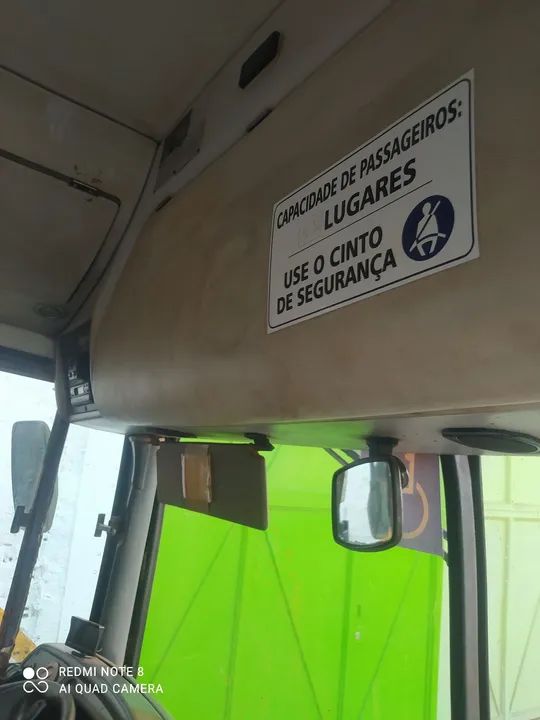 CAPACIDADE DE PASSAGEIROS:
LUGARES
USE O CINTO
DE SEGURANÇA
REDMI NOTE 8
AI QUAD CAMERA